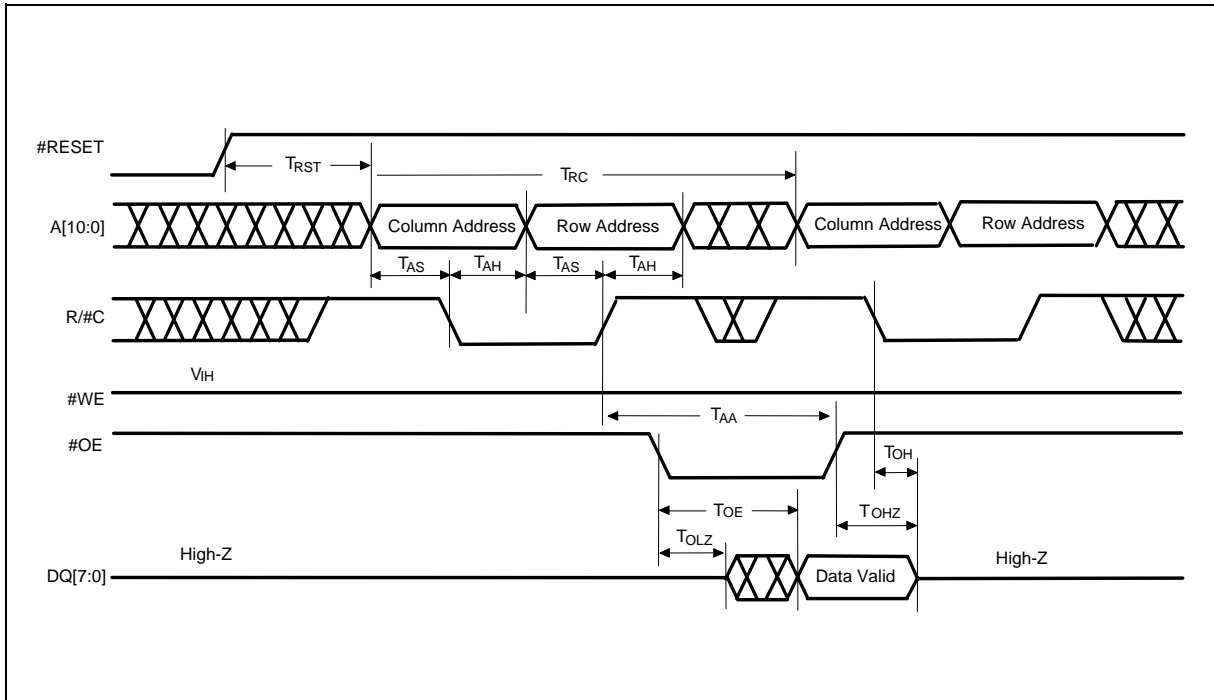 #RESET
TRST
TRC
A[10:0]
Column Address
Row Address
Column Address
Row Address
TAS
TAH
TAS
TAH
R/#C
VIH
#WE
TAA
#OE
TOH
TOE
TOHZ
TOLZ
High-Z
High-Z
DQ[7:0]
Data Valid